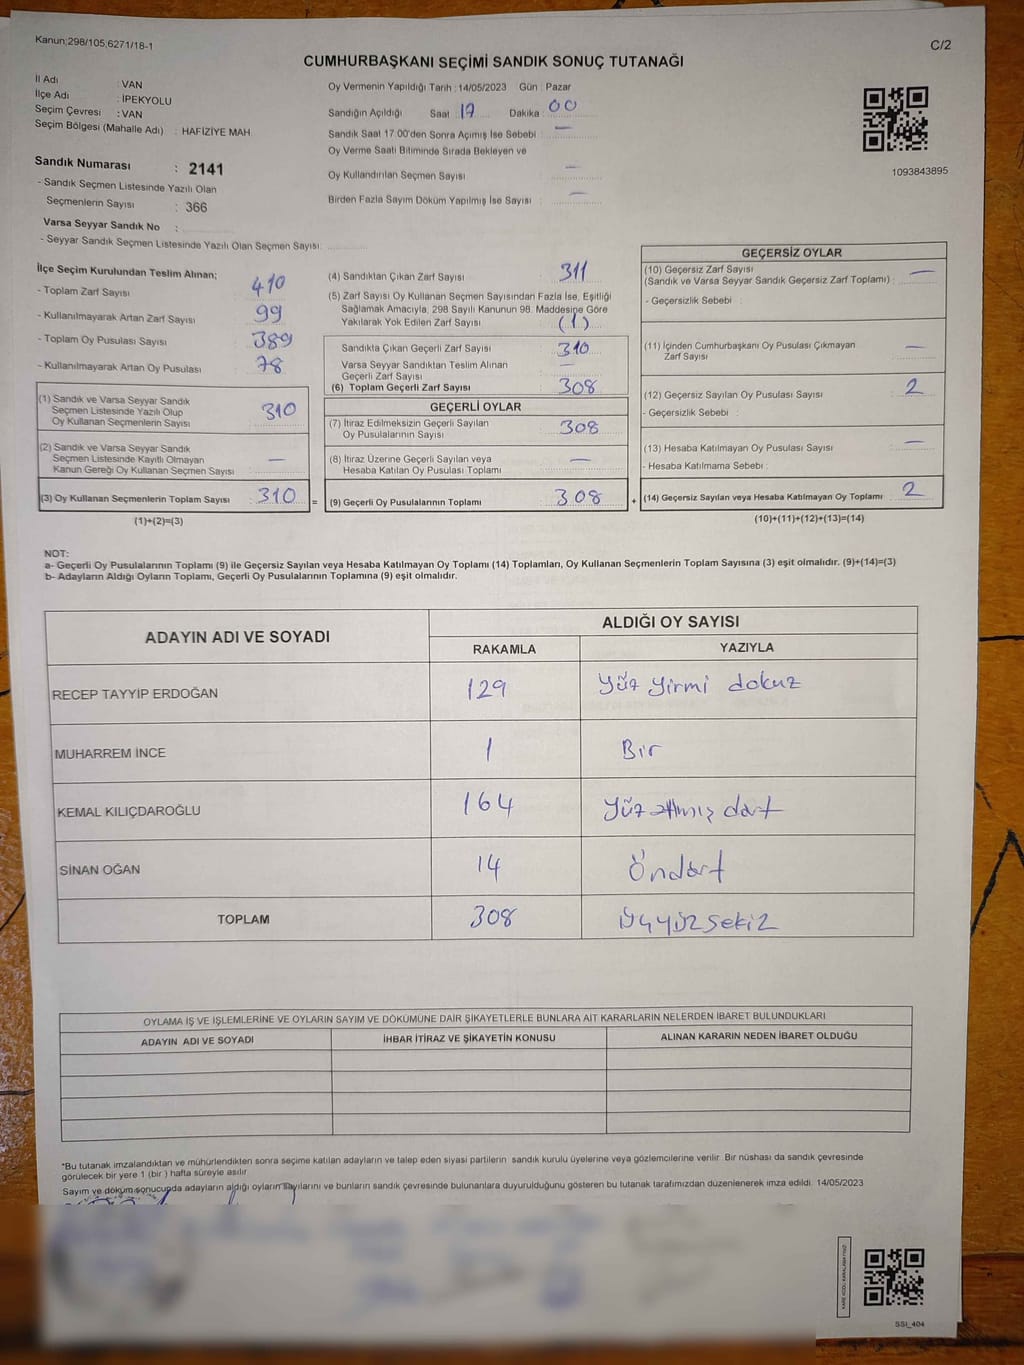 Kanun;298/105;6271/18-1
C/2
CUMHURBAŞKANI SEÇİMİ SANDIK SONUÇ TUTANAĞI
İl Adı : VAN
İlçe Adı : İPEKYOLU
Seçim Çevresi : VAN
Seçim Bölgesi (Mahalle Adı) : HAFİZİYE MAH.
Sandık Numarası : 2141
- Sandık Seçmen Listesinde Yazılı Olan
Seçmenlerin Sayısı : 366
Varsa Seyyar Sandık No :
- Seyyar Sandık Seçmen Listesinde Yazılı Olan Seçmen Sayısı:
Oy Vermenin Yapıldığı Tarih : 14/05/2023 Gün : Pazar
Sandığın Açıldığı Saat 17 Dakika : 00
Sandık Saat 17.00'den Sonra Açımış İse Sebebi : —
Oy Verme Saati Bitiminde Sırada Bekleyen ve
Oy Kullandırılan Seçmen Sayısı : —
Birden Fazla Sayım Döküm Yapılmış İse Sayısı : —
1093843895
İlçe Seçim Kurulundan Teslim Alınan;
- Toplam Zarf Sayısı : 410
- Kullanılmayarak Artan Zarf Sayısı : 99
- Toplam Oy Pusulası Sayısı : 389
- Kullanılmayarak Artan Oy Pusulası : 78
(1) Sandık ve Varsa Seyyar Sandık
Seçmen Listesinde Yazılı Olup
Oy Kullanan Seçmenlerin Sayısı : 310
(2) Sandık ve Varsa Seyyar Sandık
Seçmen Listesinde Kayıtlı Olmayan
Kanun Gereği Oy Kullanan Seçmen Sayısı : —
(3) Oy Kullanan Seçmenlerin Toplam Sayısı : 310
(1)+(2)=(3)
=
(4) Sandıktan Çıkan Zarf Sayısı : 311
(5) Zarf Sayısı Oy Kullanan Seçmen Sayısından Fazla İse, Eşitliği
Sağlamak Amacıyla, 298 Sayılı Kanunun 98. Maddesine Göre
Yakılarak Yok Edilen Zarf Sayısı : (1)
Sandıkta Çıkan Geçerli Zarf Sayısı : 310
Varsa Seyyar Sandıktan Teslim Alınan
Geçerli Zarf Sayısı : —
(6) Toplam Geçerli Zarf Sayısı : 308
GEÇERLİ OYLAR
(7) İtiraz Edilmeksizin Geçerli Sayılan
Oy Pusulalarının Sayısı : 308
(8) İtiraz Üzerine Geçerli Sayılan veya
Hesaba Katılan Oy Pusulası Toplamı : —
(9) Geçerli Oy Pusulalarının Toplamı : 308
+
GEÇERSİZ OYLAR
(10) Geçersiz Zarf Sayısı
(Sandık ve Varsa Seyyar Sandık Geçersiz Zarf Toplamı) : —
- Geçersizlik Sebebi :
(11) İçinden Cumhurbaşkanı Oy Pusulası Çıkmayan
Zarf Sayısı : —
(12) Geçersiz Sayılan Oy Pusulası Sayısı : 2
- Geçersizlik Sebebi :
(13) Hesaba Katılmayan Oy Pusulası Sayısı : —
- Hesaba Katılmama Sebebi :
(14) Geçersiz Sayılan veya Hesaba Katılmayan Oy Toplamı : 2
(10)+(11)+(12)+(13)=(14)
NOT:
a- Geçerli Oy Pusulalarının Toplamı (9) ile Geçersiz Sayılan veya Hesaba Katılmayan Oy Toplamı (14) Toplamları, Oy Kullanan Seçmenlerin Toplam Sayısına (3) eşit olmalıdır. (9)+(14)=(3)
b- Adayların Aldığı Oyların Toplamı, Geçerli Oy Pusulalarının Toplamına (9) eşit olmalıdır.
ADAYIN ADI VE SOYADI
ALDIĞI OY SAYISI
RAKAMLA YAZIYLA
RECEP TAYYİP ERDOĞAN 129 Yüz yirmi dokuz
MUHARREM İNCE 1 Bir
KEMAL KILIÇDAROĞLU 164 Yüz atmış dört
SİNAN OĞAN 14 Öndört
TOPLAM 308 Üçyüzsekiz
OYLAMA İŞ VE İŞLEMLERİNE VE OYLARIN SAYIM VE DÖKÜMÜNE DAİR ŞİKAYETLERLE BUNLARA AİT KARARLARIN NELERDEN İBARET BULUNDUKLARI
ADAYIN ADI VE SOYADI İHBAR İTİRAZ VE ŞİKAYETİN KONUSU ALINAN KARARIN NEDEN İBARET OLDUĞU
*Bu tutanak imzalandıktan ve mühürlendikten sonra seçime katılan adayların ve talep eden siyasi partilerin sandık kurulu üyelerine veya gözlemcilerine verilir. Bir nüshası da sandık çevresinde
görülecek bir yere 1 (bir ) hafta süreyle asılır.
Sayım ve döküm sonucunda adayların aldığı oyların sayılarını ve bunların sandık çevresinde bulunanlara duyurulduğunu gösteren bu tutanak tarafımızdan düzenlenerek imza edildi. 14/05/2023
SSI_404